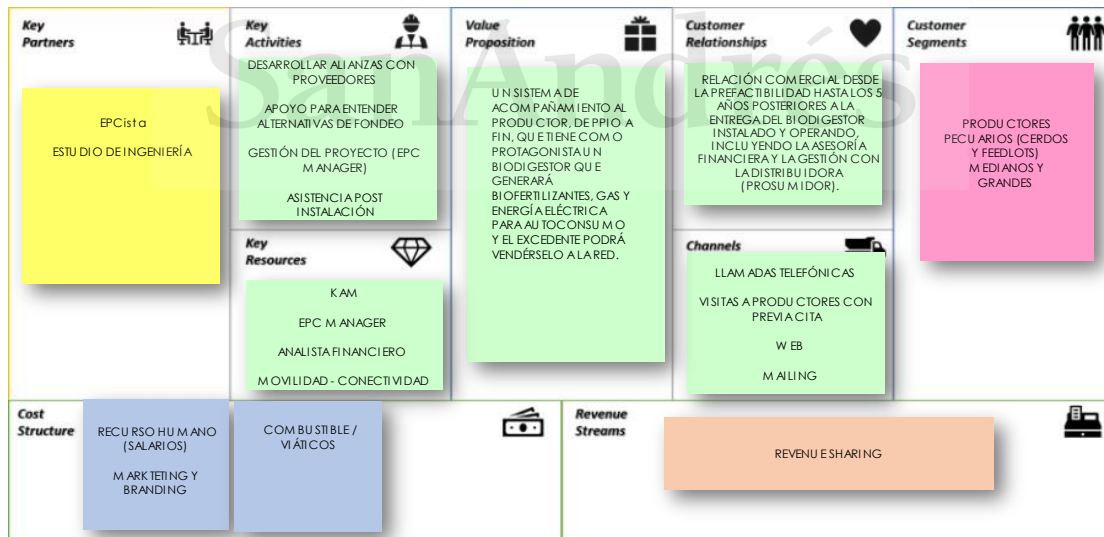 SanAndrés
Key
Partners
EPCista
ESTUDIO DE INGENIERÍA
Key
Activities
DESARROLLAR ALIANZAS CON
PROVEEDORES
APOYO PARA ENTENDER
ALTERNATIVAS DE FONDEO
GESTIÓN DEL PROYECTO (EPC
MANAGER)
ASISTENCIA POST
INSTALACIÓN
Key
Resources
KAM
EPC MANAGER
ANALISTA FINANCIERO
MOVILIDAD - CONECTIVIDAD
Value
Proposition
UN SISTEMA DE
ACOMPAÑAMIENTO AL
PRODUCTOR, DE PPIO A
FIN, QUE TIENE COMO
PROTAGONISTA UN
BIODIGESTOR QUE
GENERARÁ
BIOFERTILIZANTES, GAS Y
ENERGÍA ELÉCTRICA
PARA AUTOCONSUMO
Y EL EXCEDENTE PODRÁ
VENDÉRSELO A LA RED.
Customer
Relationships
RELACIÓN COMERCIAL DESDE
LA PREFACTIBILIDAD HASTA LOS 5
AÑOS POSTERIORES A LA
ENTREGA DEL BIODIGESTOR
INSTALADO Y OPERANDO,
INCLUYENDO LA ASESORÍA
FINANCIERA Y LA GESTIÓN CON
LA DISTRIBUIDORA
(PROSUMIDOR).
Channels
LLAMADAS TELEFÓNICAS
VISITAS A PRODUCTORES CON
PREVIA CITA
WEB
MAILING
Customer
Segments
PRODUCTORES
PECUARIOS (CERDOS
Y FEEDLOTS)
MEDIANOS Y
GRANDES
Cost
Structure
RECURSO HUMANO
(SALARIOS)
MARKTETING Y
BRANDING
COMBUSTIBLE /
VIÁTICOS
Revenue
Streams
REVENUE SHARING